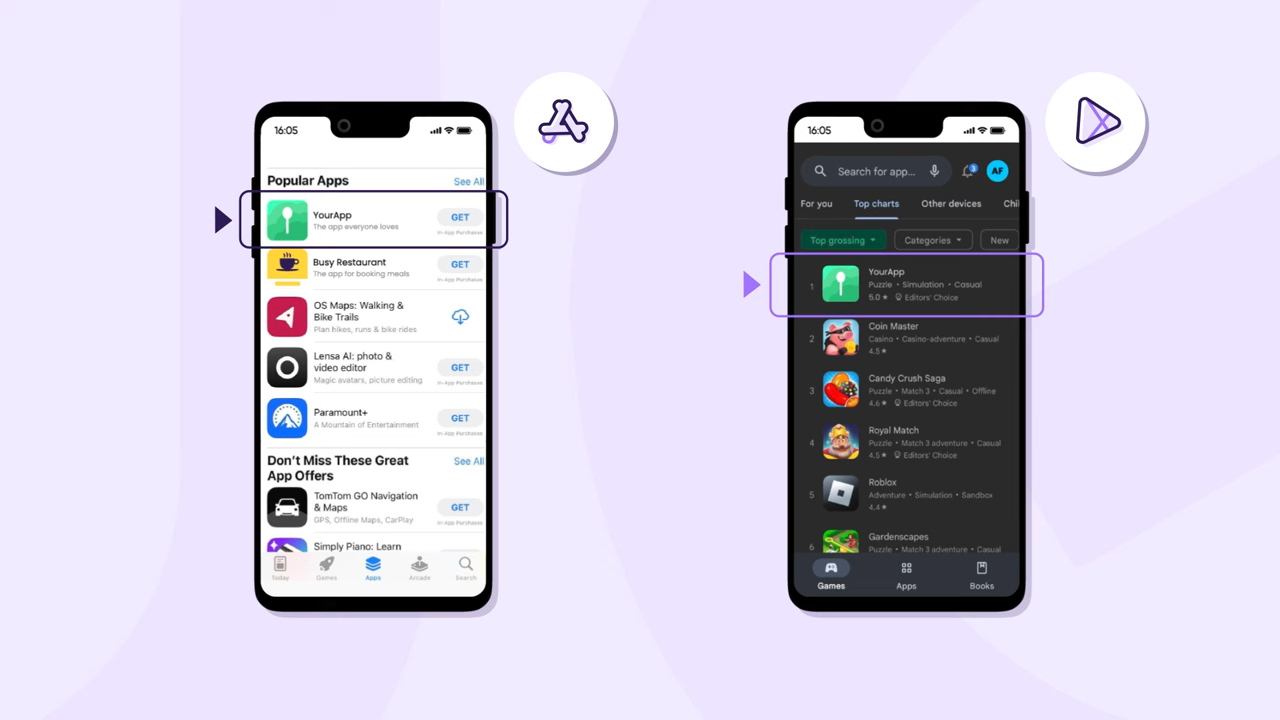 16:05
Popular Apps
See All
YourApp
The app everyone loves
GET
In-App Purchases
Busy Restaurant
The app for booking meals
GET
In-App Purchases
OS Maps: Walking &
Bike Trails
Plan hikes, runs & bike rides
Lensa AI: photo &
video editor
Magic avatars, picture editing
GET
In-App Purchases
Paramount+
A Mountain of Entertainment
GET
In-App Purchases
Don't Miss These Great
App Offers
See All
TomTom GO Navigation
& Maps
GPS, Offline Maps, CarPlay
GET
In-App Purchases
Simply Piano: Learn
Today
Games
Apps
Arcade
Search
16:05
Search for app...
3
AF
For you
Top charts
Other devices
Chil
Top grossing
Categories
New
1
YourApp
Puzzle • Simulation • Casual
5.0 ★ Editors' Choice
2
Coin Master
Casino • Casino-adventure • Casual
4.5 ★
3
Candy Crush Saga
Puzzle • Match 3 • Casual • Offline
4.6 ★ Editors' Choice
4
Royal Match
Puzzle • Match 3 adventure • Casual
4.5 ★ Editors' Choice
5
Roblox
Adventure • Simulation • Sandbox
4.4 ★
6
Gardenscapes
Puzzle • Match 3 adventure • Casual
Games
Apps
Books